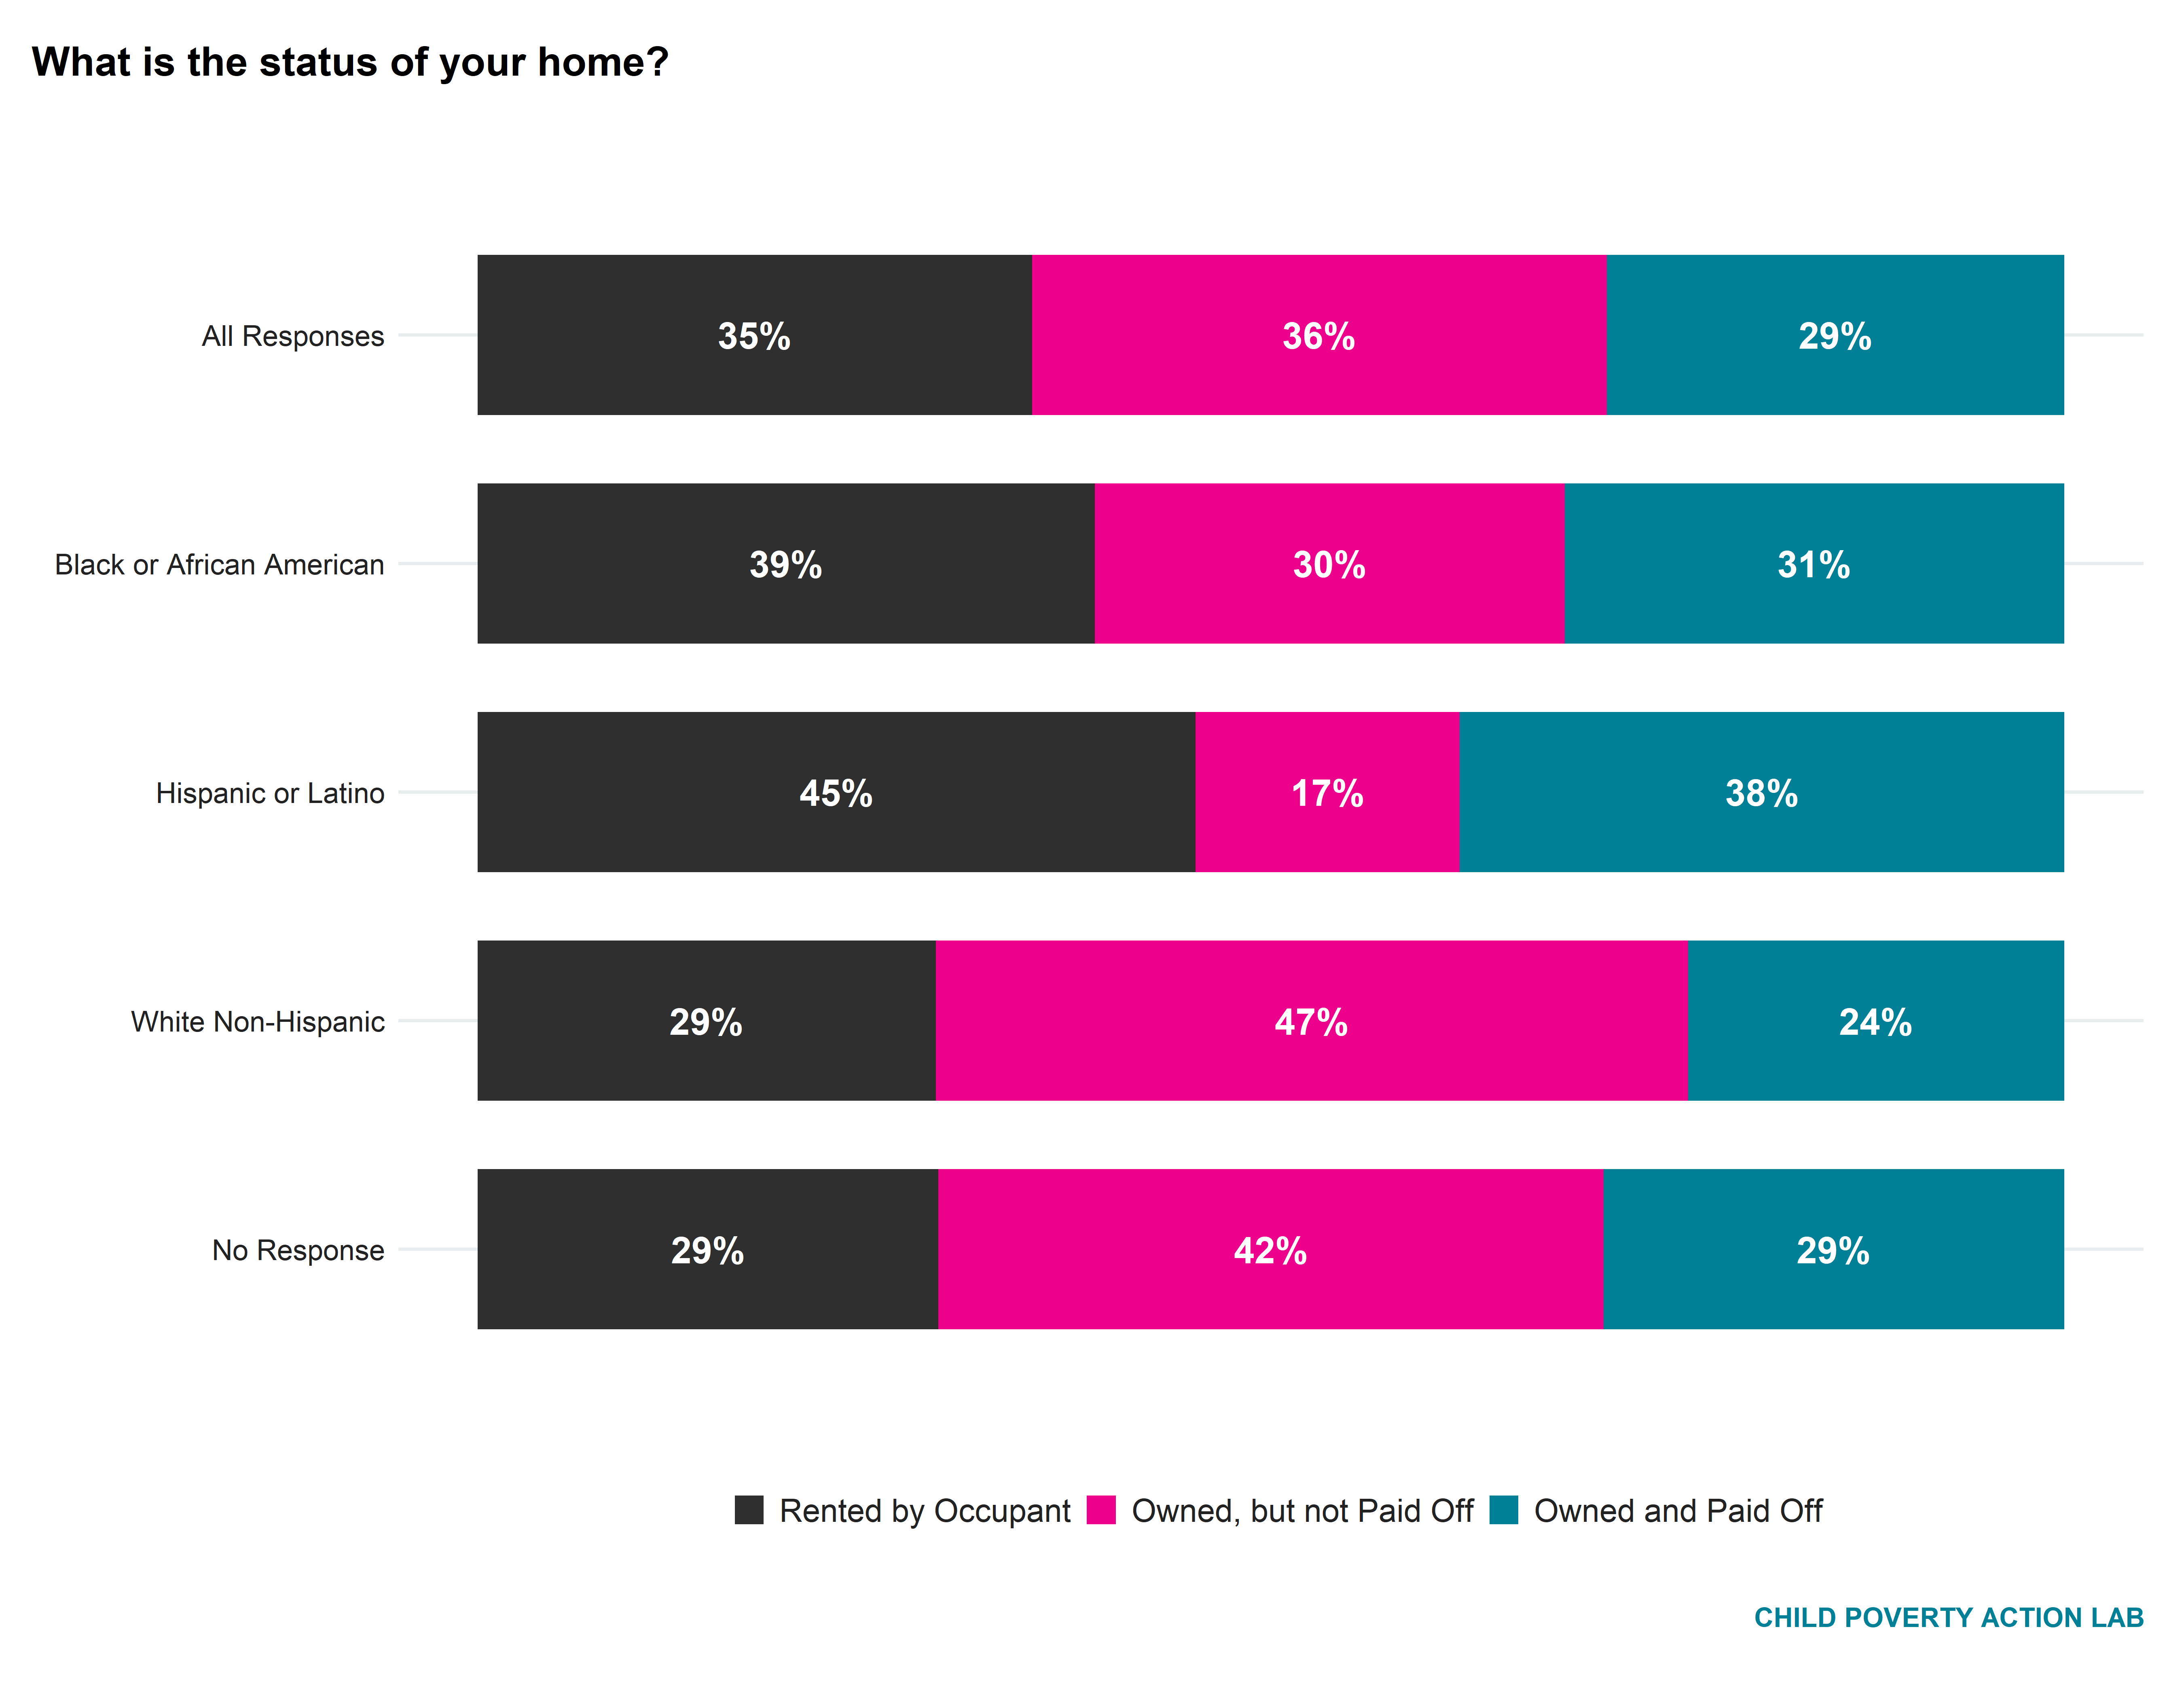 What is the status of your home?
All Responses 35% 36% 29%
Black or African American 39% 30% 31%
Hispanic or Latino 45% 17% 38%
White Non-Hispanic 29% 47% 24%
No Response 29% 42% 29%
Rented by Occupant Owned, but not Paid Off Owned and Paid Off
CHILD POVERTY ACTION LAB